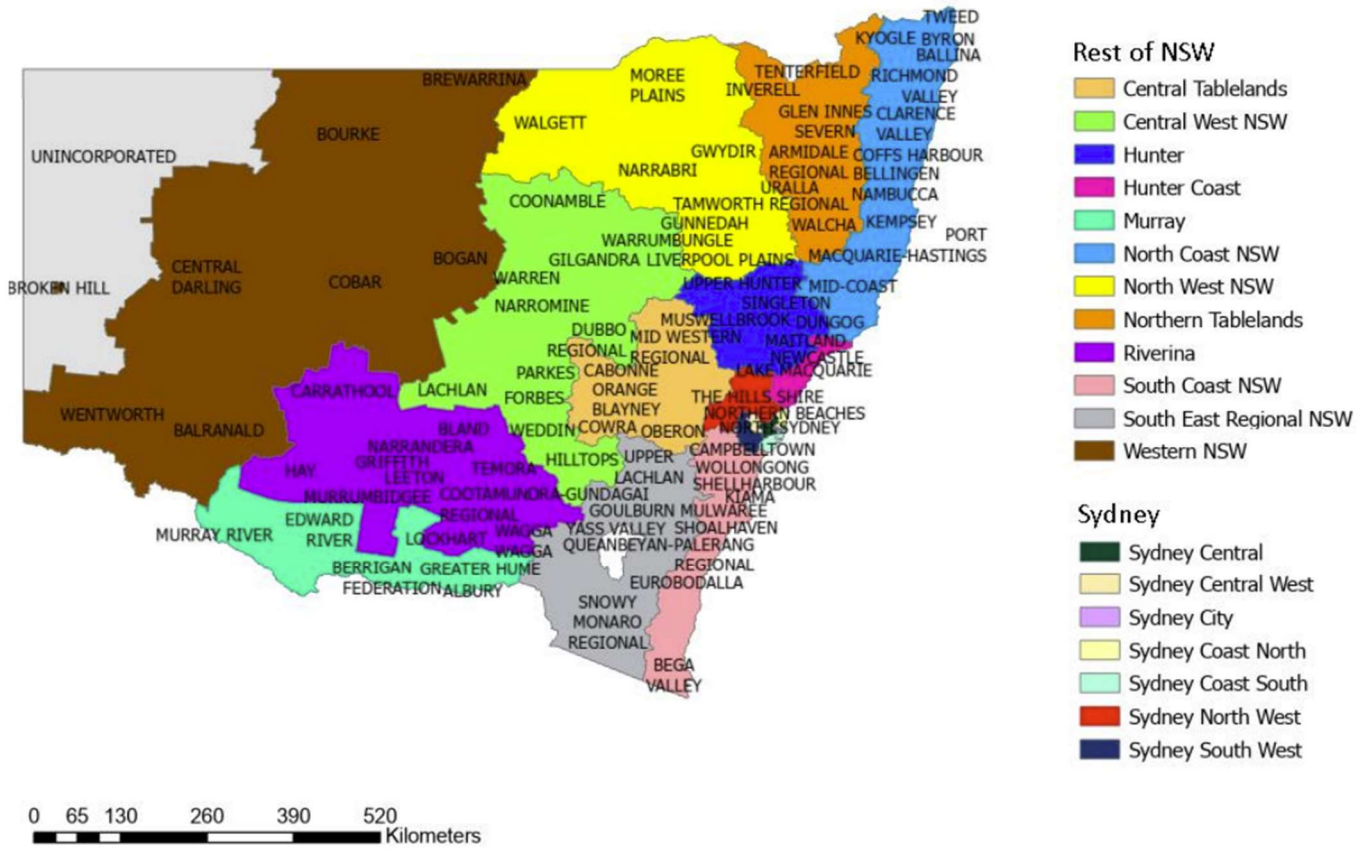 TWEED
KYOGLE BYRON
BALLINA
TENTERFIELD RICHMOND
INVERELL VALLEY
GLEN INNES CLARENCE
SEVERN VALLEY
BREWARRINA
MOREE
PLAINS
BOURKE
WALGETT
UNINCORPORATED
GWYDIR ARMIDALE COFFS HARBOUR
NARRABRI REGIONAL BELLINGEN
URALLA NAMBUCCA
COONAMBLE TAMWORTH REGIONAL
GUNNEDAH WALCHA KEMPSEY
WARRUMBUNGLE PORT
BOGAN GILGANDRA LIVERPOOL PLAINS MACQUARIE-HASTINGS
CENTRAL
DARLING
COBAR
WARREN
BROKEN HILL
UPPER HUNTER MID-COAST
NARROMINE SINGLETON
DUBBO MUSWELLBROOK DUNGOG
REGIONAL MID WESTERN MAITLAND
REGIONAL NEWCASTLE
PARKES CABONNE LAKE MACQUARIE
CARRATHOOL LACHLAN ORANGE
FORBES BLAYNEY THE HILLS SHIRE
WENTWORTH NORTHERN BEACHES
BALRANALD BLAND WEDDIN COWRA OBERON NORTH SYDNEY
NARRANDERA CAMPBELLTOWN
HAY GRIFFITH TEMORA HILLTOPS UPPER WOLLONGONG
LEETON LACHLAN SHELLHARBOUR
MURRUMBIDGEE COOTAMUNDRA-GUNDAGAI KIAMA
REGIONAL GOULBURN MULWAREE
EDWARD
RIVER
MURRAY RIVER LOCKHART WAGGA YASS VALLEY SHOALHAVEN
WAGGA QUEANBEYAN-PALERANG
BERRIGAN GREATER HUME REGIONAL
FEDERATION ALBURY EUROBODALLA
SNOWY
MONARO
REGIONAL
BEGA
VALLEY
0 65 130 260 390 520
Kilometers
Rest of NSW
Central Tablelands
Central West NSW
Hunter
Hunter Coast
Murray
North Coast NSW
North West NSW
Northern Tablelands
Riverina
South Coast NSW
South East Regional NSW
Western NSW
Sydney
Sydney Central
Sydney Central West
Sydney City
Sydney Coast North
Sydney Coast South
Sydney North West
Sydney South West